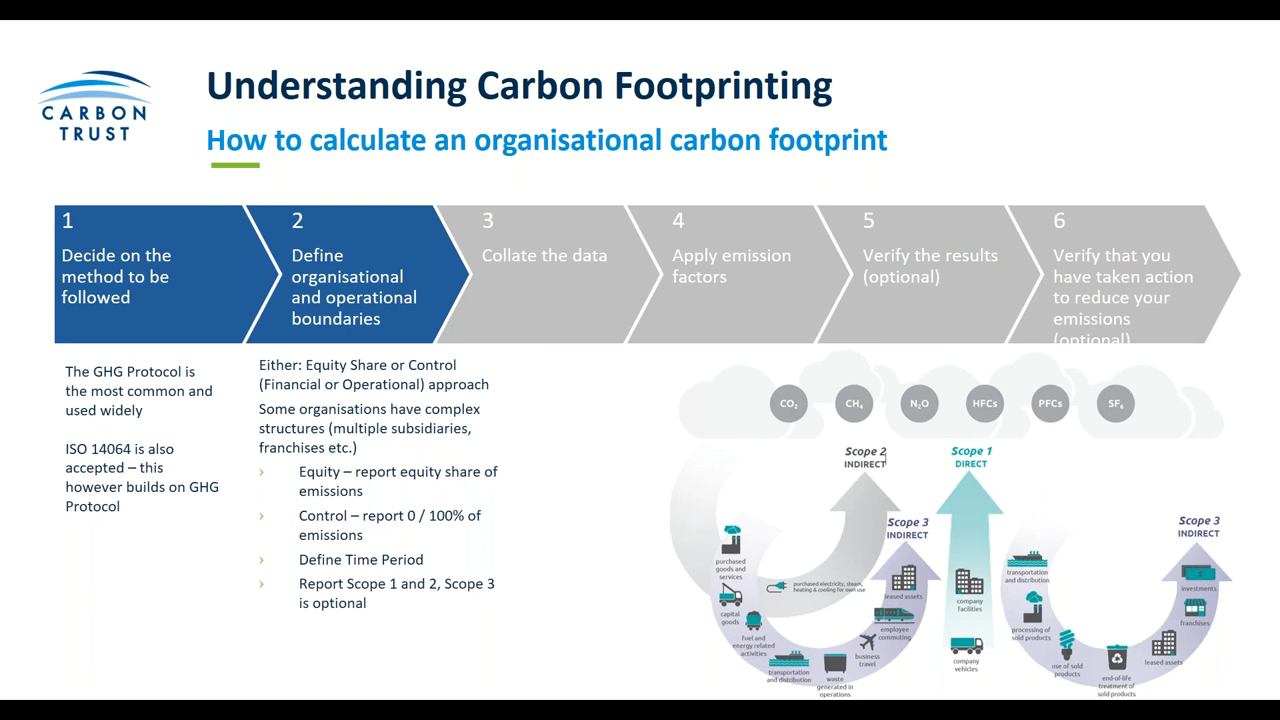 CARBON
TRUST
Understanding Carbon Footprinting
How to calculate an organisational carbon footprint
1
Decide on the
method to be
followed
2
Define
organisational
and operational
boundaries
3
Collate the data
4
Apply emission
factors
5
Verify the results
(optional)
6
Verify that you
have taken action
to reduce your
emissions
(optional)
The GHG Protocol is
the most common and
used widely
ISO 14064 is also
accepted – this
however builds on GHG
Protocol
Either: Equity Share or Control
(Financial or Operational) approach
Some organisations have complex
structures (multiple subsidiaries,
franchises etc.)
› Equity – report equity share of
emissions
› Control – report 0 / 100% of
emissions
› Define Time Period
› Report Scope 1 and 2, Scope 3
is optional
CO₂
CH₄
N₂O
HFCs
PFCs
SF₆
Scope 2
INDIRECT
Scope 1
DIRECT
Scope 3
INDIRECT
Scope 3
INDIRECT
purchased
goods and
services
capital
goods
fuel and
energy related
activities
transportation
and distribution
waste
generated in
operations
business
travel
employee
commuting
leased assets
purchased electricity, steam,
heating & cooling for own use
company
facilities
company
vehicles
transportation
and distribution
processing of
sold products
use of sold
products
end-of-life
treatment of
sold products
leased assets
franchises
investments